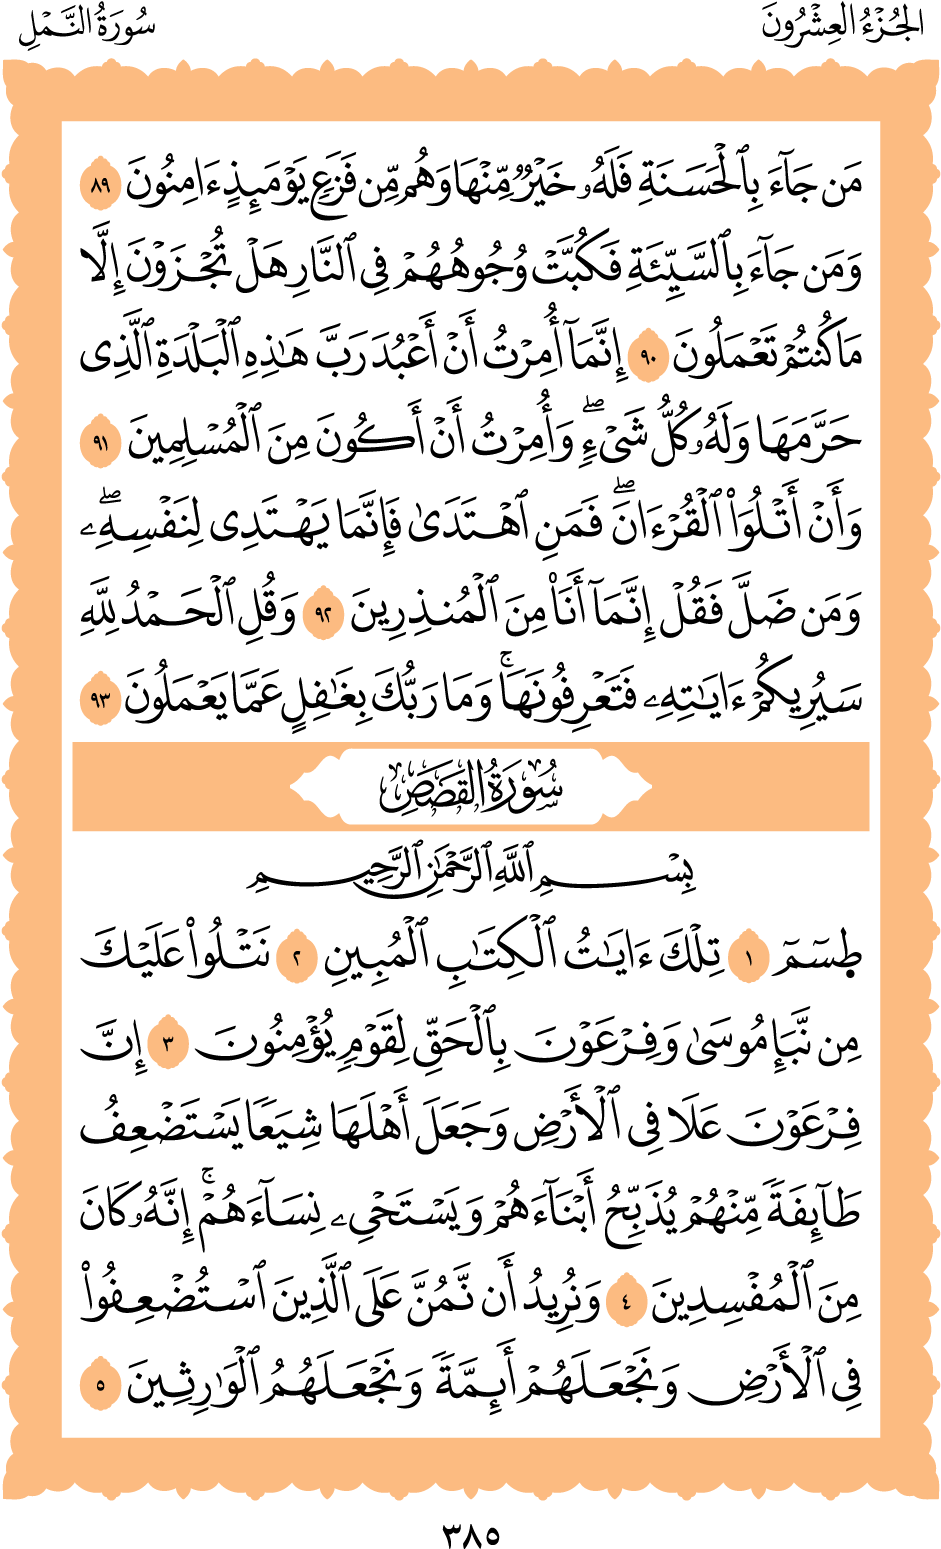 الجُزْءُ العِشْرُونَ
سُورَةُ النَّمْلِ
مَن جَآءَ بِٱلْحَسَنَةِ فَلَهُۥ خَيْرٌ مِّنْهَا وَهُم مِّن فَزَعٍ يَوْمَئِذٍ ءَامِنُونَ ٨٩
وَمَن جَآءَ بِٱلسَّيِّئَةِ فَكُبَّتْ وُجُوهُهُمْ فِى ٱلنَّارِ هَلْ تُجْزَوْنَ إِلَّا
مَا كُنتُمْ تَعْمَلُونَ ٩٠ إِنَّمَآ أُمِرْتُ أَنْ أَعْبُدَ رَبَّ هَٰذِهِ ٱلْبَلْدَةِ ٱلَّذِى
حَرَّمَهَا وَلَهُۥ كُلُّ شَىْءٍۖ وَأُمِرْتُ أَنْ أَكُونَ مِنَ ٱلْمُسْلِمِينَ ٩١
وَأَنْ أَتْلُوَا۟ ٱلْقُرْءَانَۖ فَمَنِ ٱهْتَدَىٰ فَإِنَّمَا يَهْتَدِى لِنَفْسِهِۦۖ
وَمَن ضَلَّ فَقُلْ إِنَّمَآ أَنَا۠ مِنَ ٱلْمُنذِرِينَ ٩٢ وَقُلِ ٱلْحَمْدُ لِلَّهِ
سَيُرِيكُمْ ءَايَٰتِهِۦ فَتَعْرِفُونَهَاۚ وَمَا رَبُّكَ بِغَٰفِلٍ عَمَّا يَعْمَلُونَ ٩٣
سُورَةُ القَصَصِ
بِسْمِ ٱللَّهِ ٱلرَّحْمَٰنِ ٱلرَّحِيمِ
طسٓمٓ ١ تِلْكَ ءَايَٰتُ ٱلْكِتَٰبِ ٱلْمُبِينِ ٢ نَتْلُوا۟ عَلَيْكَ
مِن نَّبَإِ مُوسَىٰ وَفِرْعَوْنَ بِٱلْحَقِّ لِقَوْمٍ يُؤْمِنُونَ ٣ إِنَّ
فِرْعَوْنَ عَلَا فِى ٱلْأَرْضِ وَجَعَلَ أَهْلَهَا شِيَعًا يَسْتَضْعِفُ
طَآئِفَةً مِّنْهُمْ يُذَبِّحُ أَبْنَآءَهُمْ وَيَسْتَحْىِۦ نِسَآءَهُمْۚ إِنَّهُۥ كَانَ
مِنَ ٱلْمُفْسِدِينَ ٤ وَنُرِيدُ أَن نَّمُنَّ عَلَى ٱلَّذِينَ ٱسْتُضْعِفُوا۟
فِى ٱلْأَرْضِ وَنَجْعَلَهُمْ أَئِمَّةً وَنَجْعَلَهُمُ ٱلْوَٰرِثِينَ ٥
٣٨٥